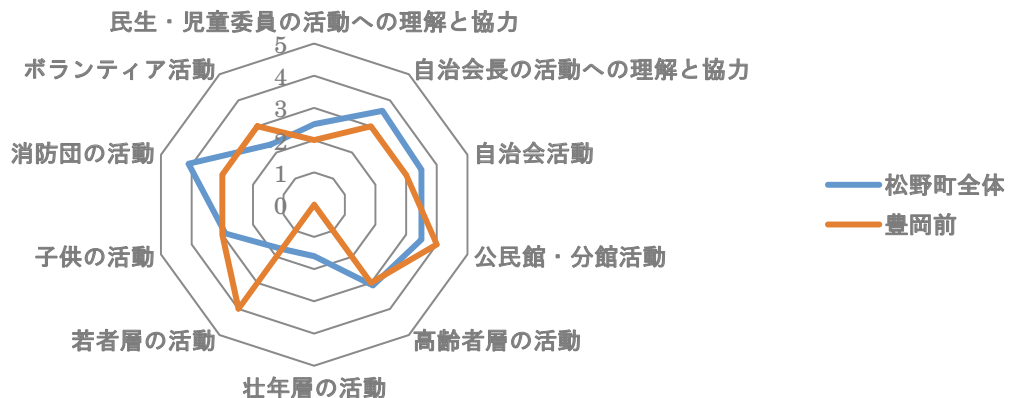 民生・児童委員の活動への理解と協力
自治会長の活動への理解と協力
自治会活動
公民館・分館活動
高齢者層の活動
壮年層の活動
若者層の活動
子供の活動
消防団の活動
ボランティア活動
5
4
3
2
1
0
松野町全体
豊岡前